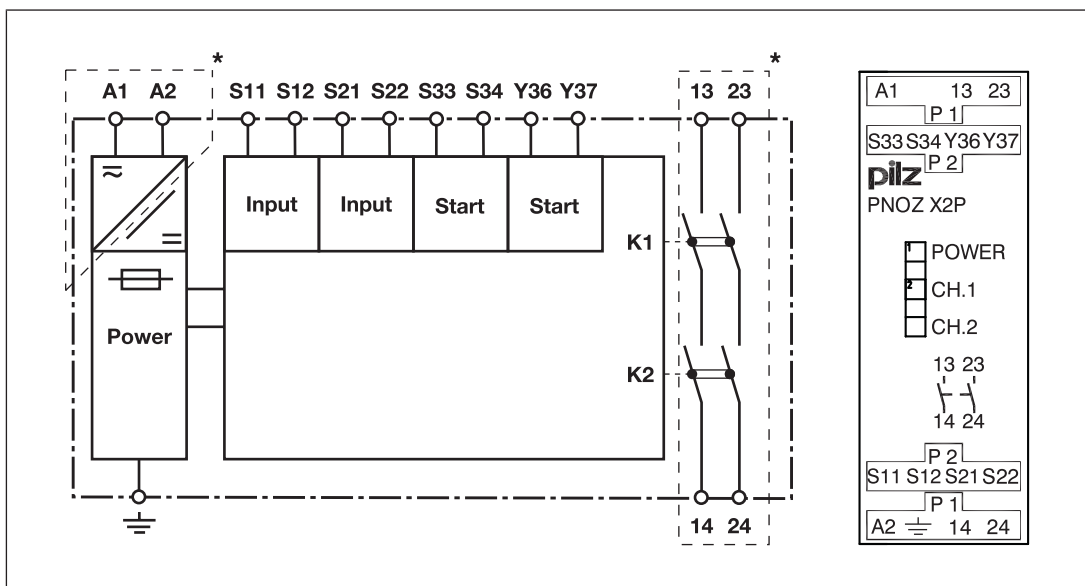 * *
A1 A2 S11 S12 S21 S22 S33 S34 Y36 Y37 13 23
Input Input Start Start
Power
K1
K2
14 24
A1 13 23
P 1
S33 S34 Y36 Y37
P 2
pilz
PNOZ X2P
1 POWER
2 CH.1
CH.2
13 23
14 24
P 2
S11 S12 S21 S22
P 1
A2 14 24